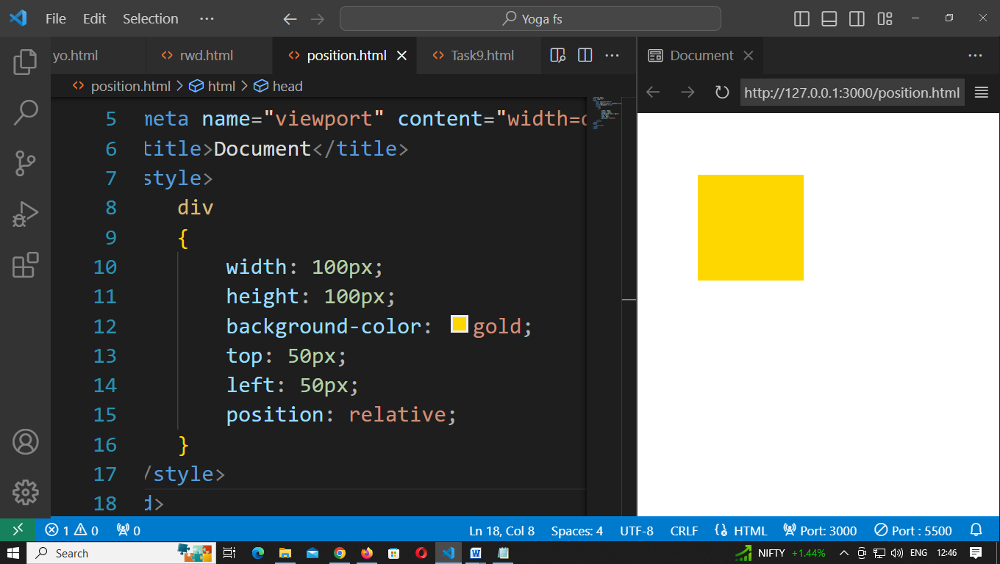 File Edit Selection ··· Yoga fs
yo.html rwd.html position.html Task9.html ··· Document ···
position.html > html > head http://127.0.0.1:3000/position.html
5 meta name="viewport" content="width=d
6 title>Document</title>
7 style>
8 div
9 {
10 width: 100px;
11 height: 100px;
12 background-color: gold;
13 top: 50px;
14 left: 50px;
15 position: relative;
16 }
17 /style>
18 d>
1 0 0 Ln 18, Col 8 Spaces: 4 UTF-8 CRLF HTML Port: 3000 Port : 5500
Search NIFTY +1.44% ENG 12:46